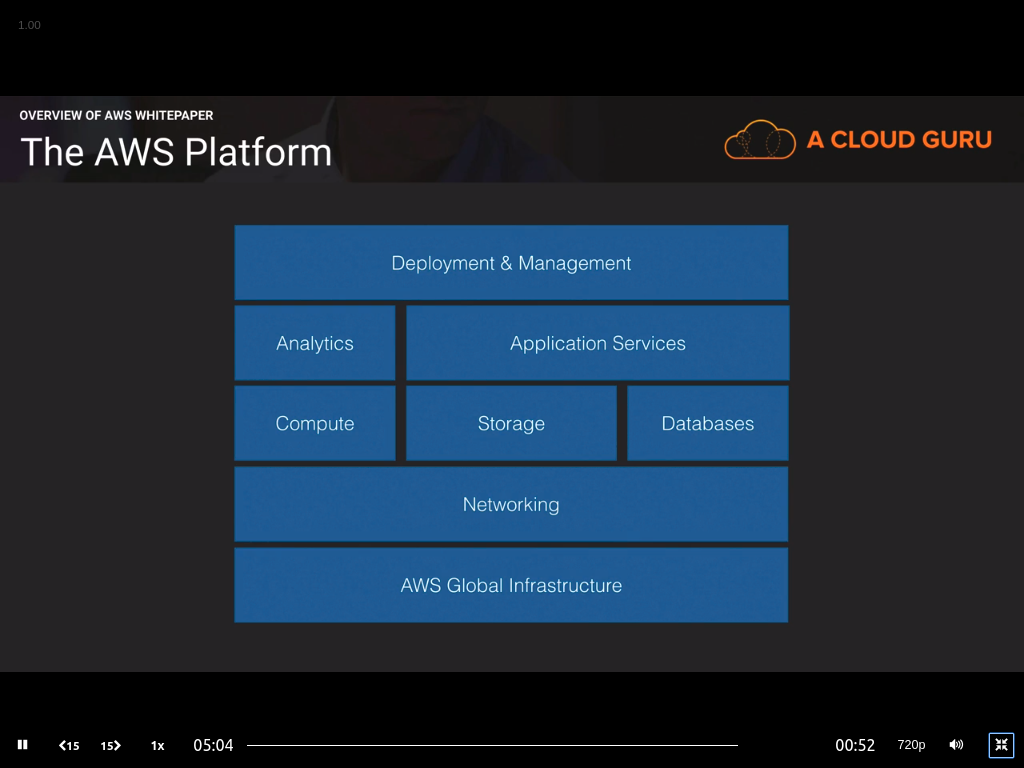 1.00
OVERVIEW OF AWS WHITEPAPER
The AWS Platform
A CLOUD GURU
Deployment & Management
Analytics
Application Services
Compute
Storage
Databases
Networking
AWS Global Infrastructure
15
15
1x
05:04
00:52
720p